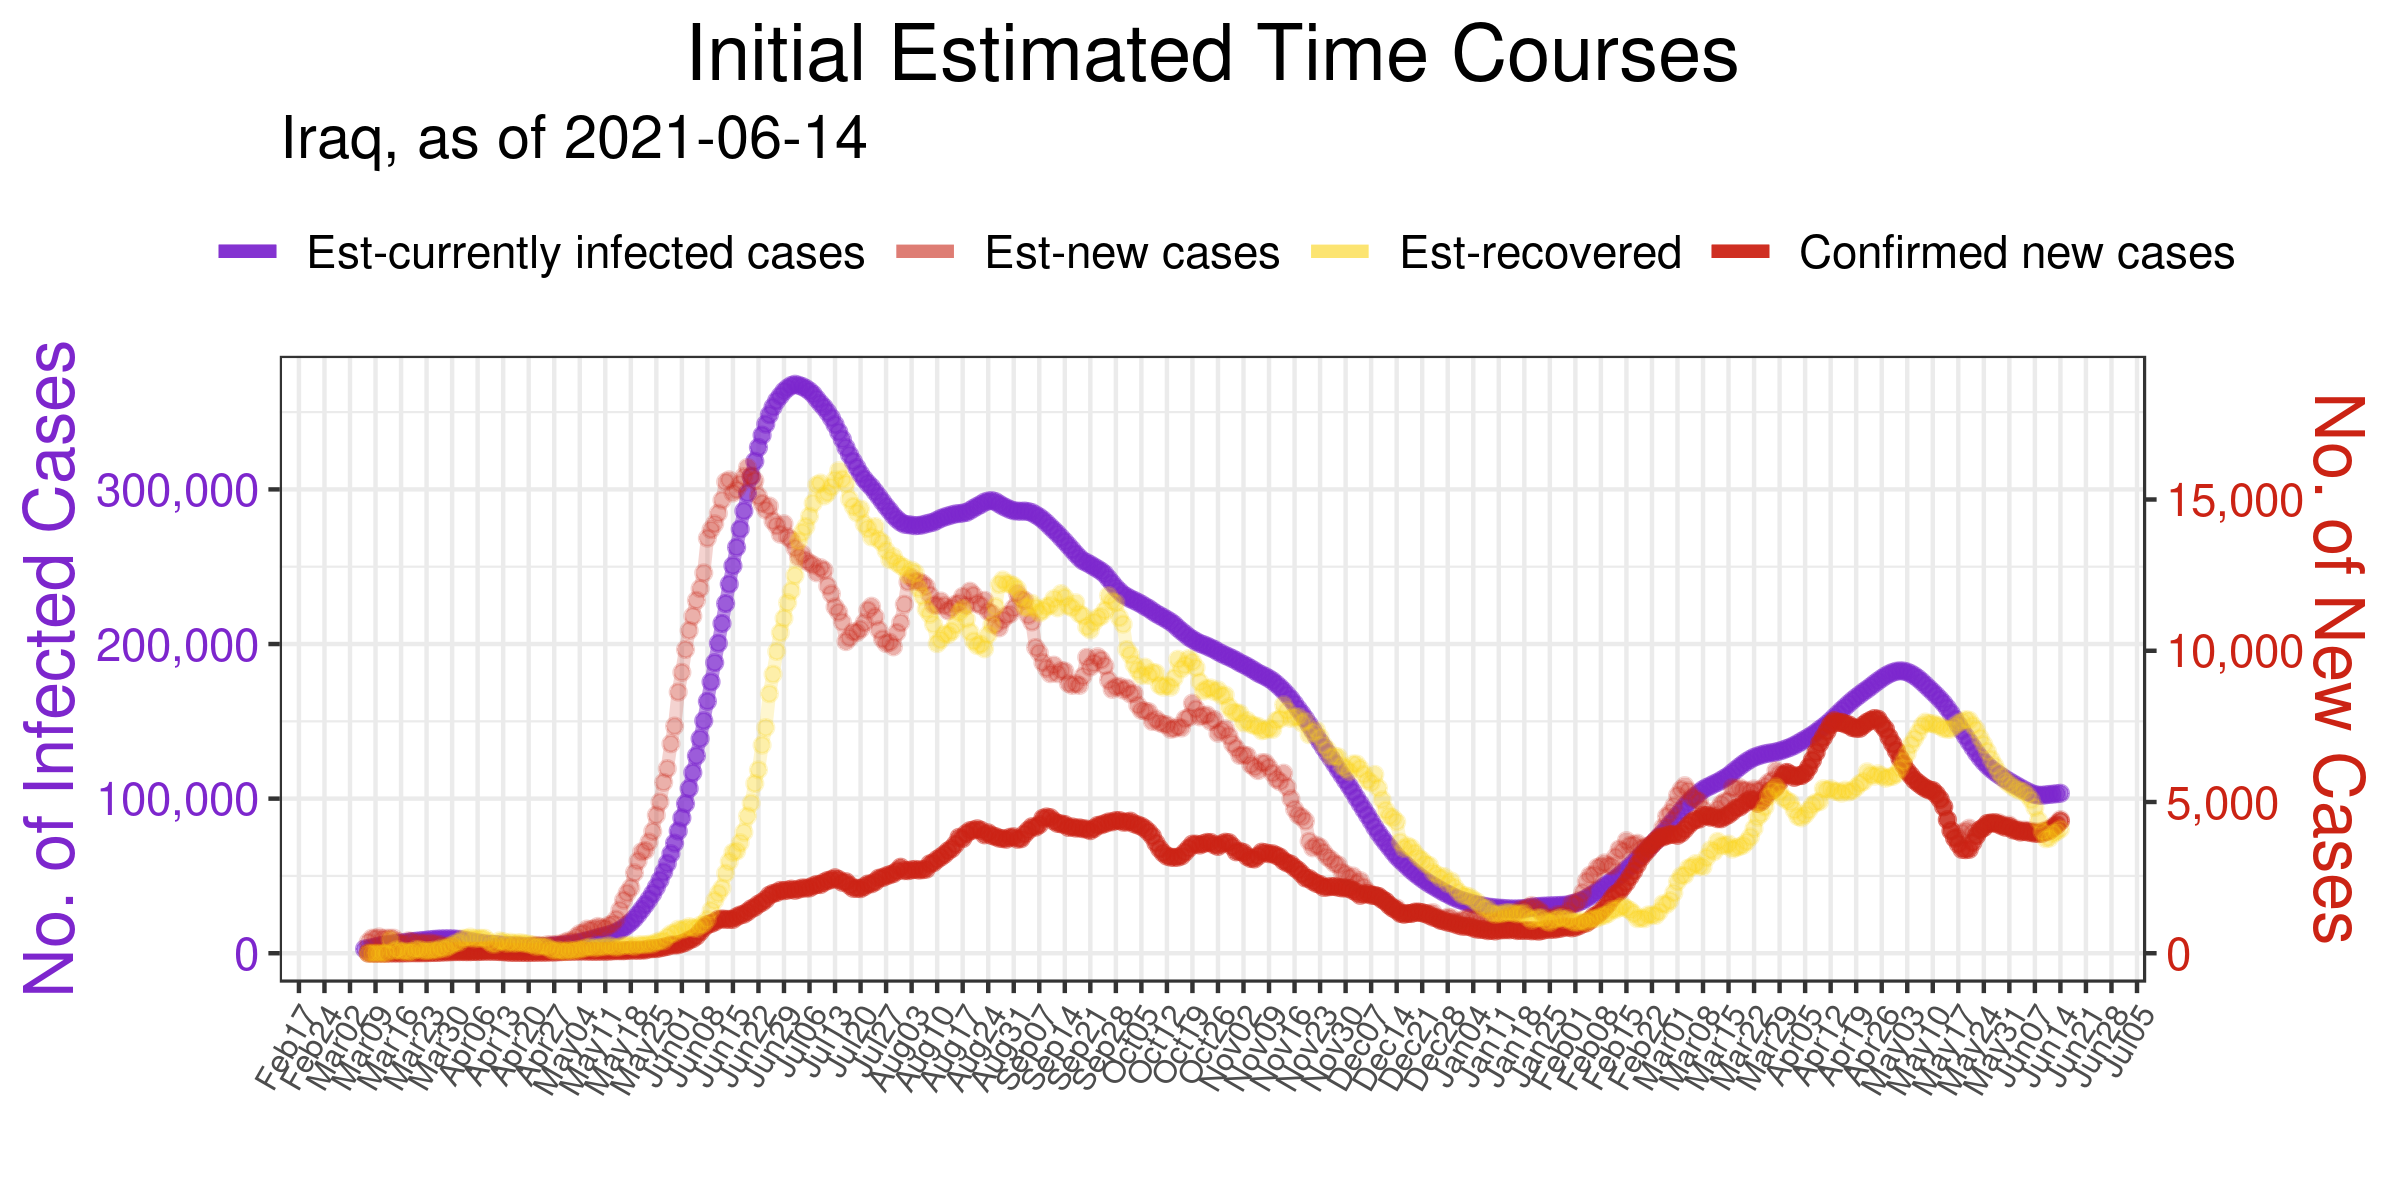 Initial Estimated Time Courses
Iraq, as of 2021-06-14
Est-currently infected cases
Est-new cases
Est-recovered
Confirmed new cases
No. of Infected Cases
300,000
200,000
100,000
0
No. of New Cases
15,000
10,000
5,000
0
Feb17
Feb24
Mar02
Mar09
Mar16
Mar23
Mar30
Apr06
Apr13
Apr20
Apr27
May04
May11
May18
May25
Jun01
Jun08
Jun15
Jun22
Jun29
Jul06
Jul13
Jul20
Jul27
Aug03
Aug10
Aug17
Aug24
Aug31
Sep07
Sep14
Sep21
Sep28
Oct05
Oct12
Oct19
Oct26
Nov02
Nov09
Nov16
Nov23
Nov30
Dec07
Dec14
Dec21
Dec28
Jan04
Jan11
Jan18
Jan25
Feb01
Feb08
Feb15
Feb22
Mar01
Mar08
Mar15
Mar22
Mar29
Apr05
Apr12
Apr19
Apr26
May03
May10
May17
May24
May31
Jun07
Jun14
Jun21
Jun28
Jul05